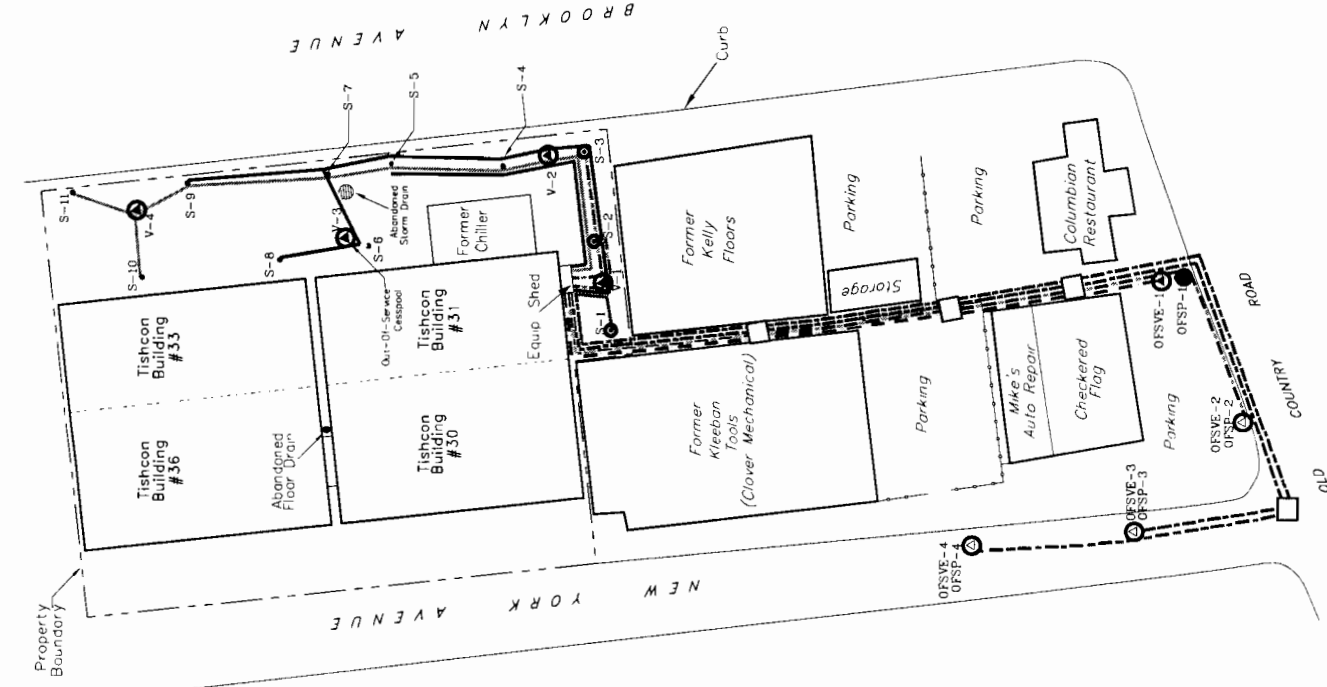 BROOKLYN
AVENUE
Curb
S-11
V-4
S-9
S-10
S-7
S-5
S-4
V-3
Abandoned
Storm Drain
S-8
S-6
V-2
S-3
S-2
S-1
Former
Chiller
Out-Of-Service
Cesspool
Equip Shed
Tishcon
Building
#33
Tishcon
Building
#36
Tishcon
Building
#31
Tishcon
Building
#30
Abandoned
Floor Drain
Property
Boundary
Former
Kelly
Floors
Parking
Parking
Storage
Columbian
Restaurant
Former
Kleeban
Tools
(Clover Mechanical)
Parking
Mike's
Auto Repair
Checkered
Flag
Parking
OFSVE-1
OFSP-1
OFSVE-2
OFSP-2
OFSVE-3
OFSP-3
OFSVE-4
OFSP-4
NEW YORK AVENUE
OLD COUNTRY ROAD